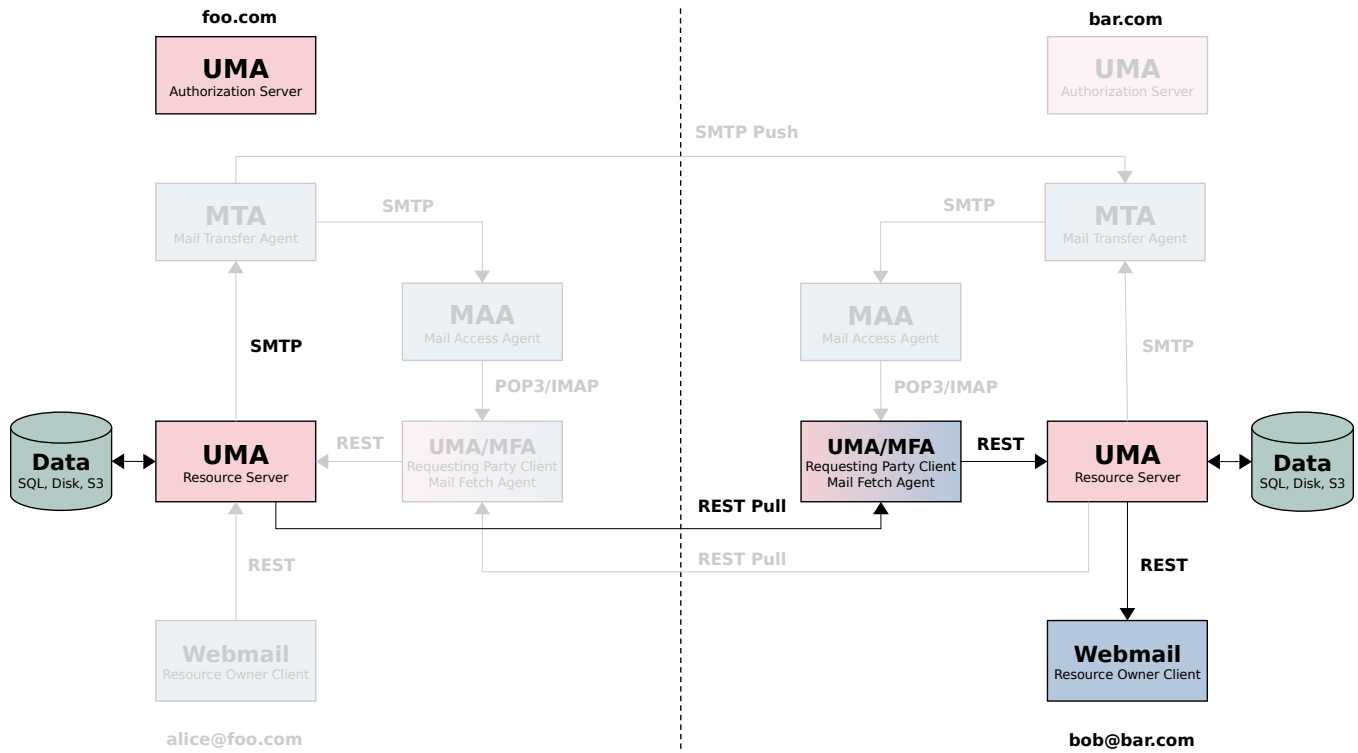 foo.com
bar.com
UMA
Authorization Server
UMA
Authorization Server
SMTP Push
MTA
Mail Transfer Agent
SMTP
SMTP
MTA
Mail Transfer Agent
MAA
Mail Access Agent
MAA
Mail Access Agent
SMTP
SMTP
POP3/IMAP
POP3/IMAP
Data
SQL, Disk, S3
UMA
Resource Server
REST
UMA/MFA
Requesting Party Client
Mail Fetch Agent
UMA/MFA
Requesting Party Client
Mail Fetch Agent
REST
UMA
Resource Server
Data
SQL, Disk, S3
REST Pull
REST Pull
REST
REST
Webmail
Resource Owner Client
Webmail
Resource Owner Client
alice@foo.com
bob@bar.com